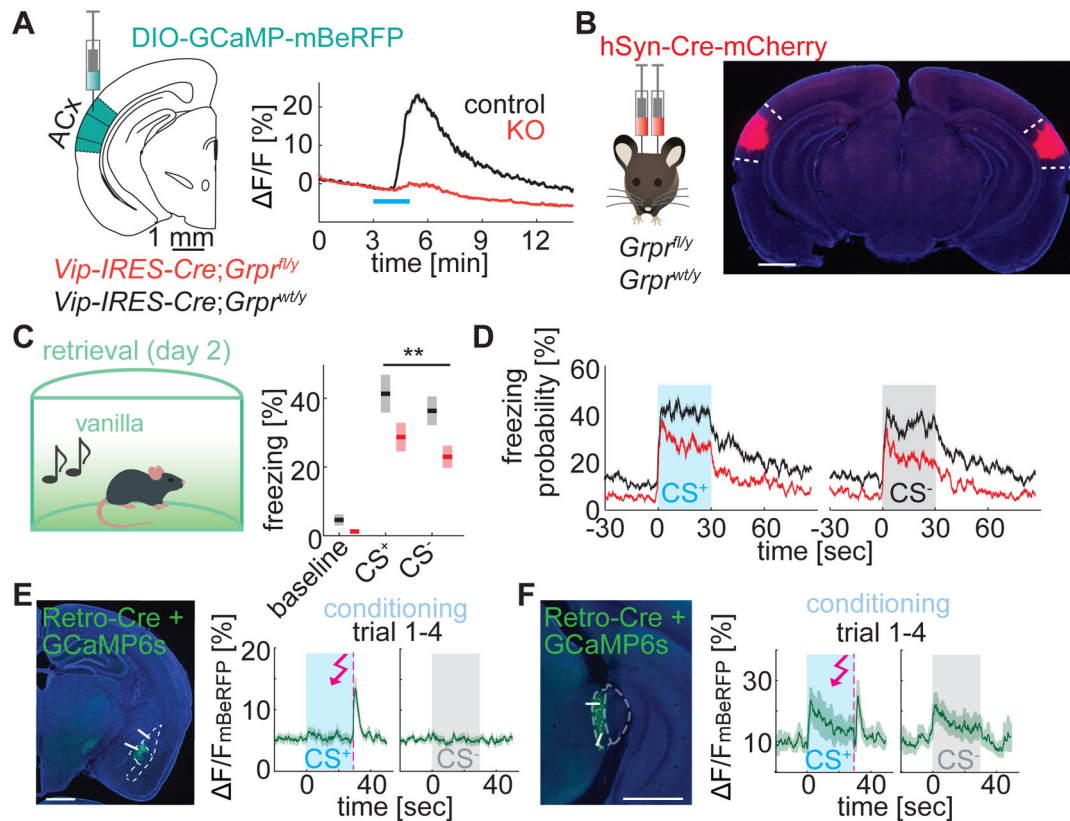 A
DIO-GCaMP-mBeRFP
ACx
1 mm
Vip-IRES-Cre;Grpr^fl/y
Vip-IRES-Cre;Grpr^wt/y
ΔF/F [%]
20
10
0
control
KO
0 3 6 9 12
time [min]
B
hSyn-Cre-mCherry
Grpr^fl/y
Grpr^wt/y
C
retrieval (day 2)
vanilla
freezing [%]
40
20
0
**
baseline
CS+
CS-
D
freezing
probability [%]
60
40
20
0
CS+
CS-
-30 0 30 60
-30 0 30 60
time [sec]
E
Retro-Cre +
GCaMP6s
conditioning
trial 1-4
ΔF/FmBeRFP [%]
20
15
10
5
0
CS+
CS-
0 40
0 40
time [sec]
F
Retro-Cre +
GCaMP6s
conditioning
trial 1-4
ΔF/FmBeRFP [%]
30
20
10
CS+
CS-
0 40
0 40
time [sec]